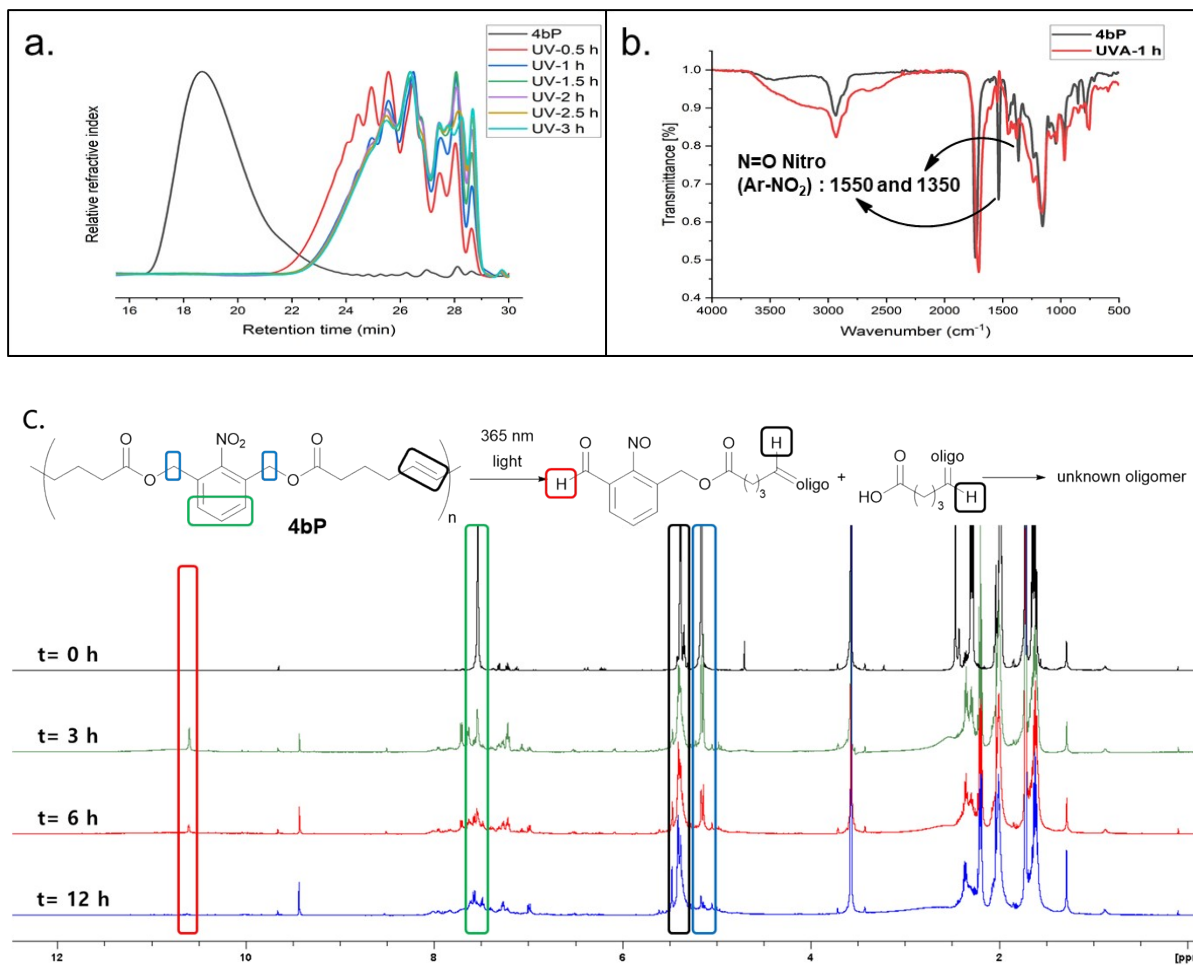 a.
4bP
UV-0.5 h
UV-1 h
UV-1.5 h
UV-2 h
UV-2.5 h
UV-3 h
Relative refractive index
16 18 20 22 24 26 28 30
Retention time (min)
b.
4bP
UVA-1 h
1.0
0.9
0.8
0.7
0.6
0.5
0.4
Transmittance [%]
N=O Nitro
(Ar-NO₂) : 1550 and 1350
4000 3500 3000 2500 2000 1500 1000 500
Wavenumber (cm⁻¹)
c.
O
O
NO₂
O
O
n
4bP
365 nm
light
O
H
NO
O
O
3
H
oligo
+
O
HO
3
oligo
H
unknown oligomer
t= 0 h
t= 3 h
t= 6 h
t= 12 h
12 10 8 6 4 2 [pp